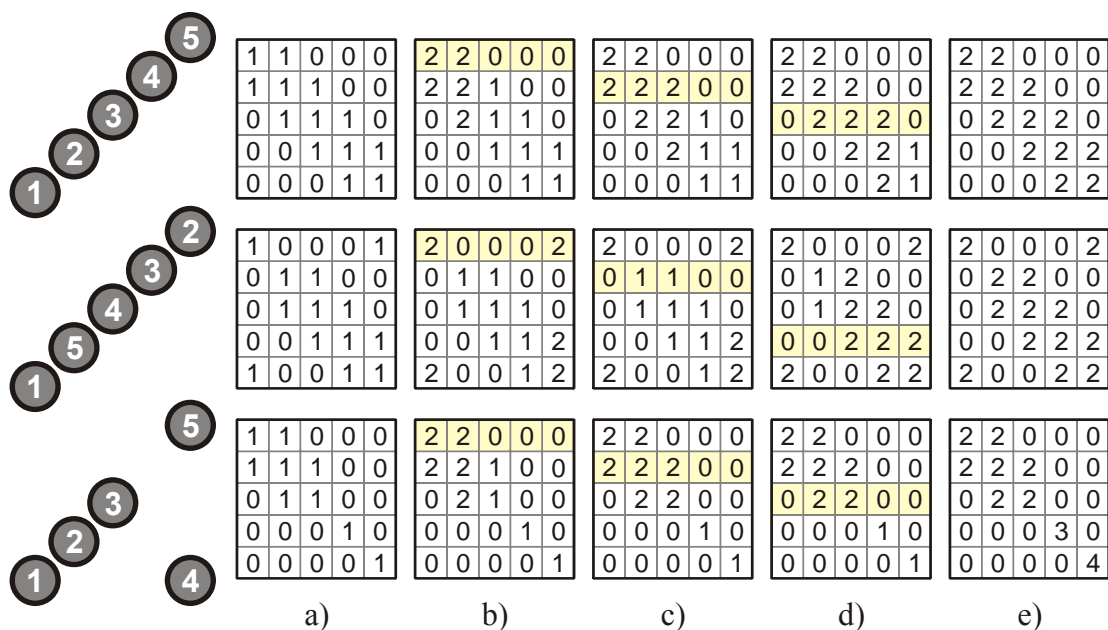 5 1 1 0 0 0 2 2 0 0 0 2 2 0 0 0 2 2 0 0 0 2 2 0 0 0
4 1 1 1 0 0 2 2 1 0 0 2 2 2 0 0 2 2 2 0 0 2 2 2 0 0
3 0 1 1 1 0 0 2 1 1 0 0 2 2 1 0 0 2 2 2 0 0 2 2 2 0
2 0 0 1 1 1 0 0 1 1 1 0 0 2 1 1 0 0 2 2 1 0 0 2 2 2
1 0 0 0 1 1 0 0 0 1 1 0 0 0 1 1 0 0 0 2 1 0 0 0 2 2
2 1 0 0 0 1 2 0 0 0 2 2 0 0 0 2 2 0 0 0 2 2 0 0 0 2
3 0 1 1 0 0 0 1 1 0 0 0 1 1 0 0 0 1 2 0 0 0 2 2 0 0
4 0 1 1 1 0 0 1 1 1 0 0 1 1 1 0 0 1 2 2 0 0 2 2 2 0
5 0 0 1 1 1 0 0 1 1 2 0 0 1 1 2 0 0 2 2 2 0 0 2 2 2
1 1 0 0 1 1 2 0 0 1 2 2 0 0 1 2 2 0 0 2 2 2 0 0 2 2
5 1 1 0 0 0 2 2 0 0 0 2 2 0 0 0 2 2 0 0 0 2 2 0 0 0
1 1 1 0 0 2 2 1 0 0 2 2 2 0 0 2 2 2 0 0 2 2 2 0 0
3 0 1 1 0 0 0 2 1 0 0 0 2 2 0 0 0 2 2 0 0 0 2 2 0 0
2 0 0 0 1 0 0 0 0 1 0 0 0 0 1 0 0 0 0 1 0 0 0 0 3 0
1 4 0 0 0 0 1 0 0 0 0 1 0 0 0 0 1 0 0 0 0 1 0 0 0 0 4
a) b) c) d) e)